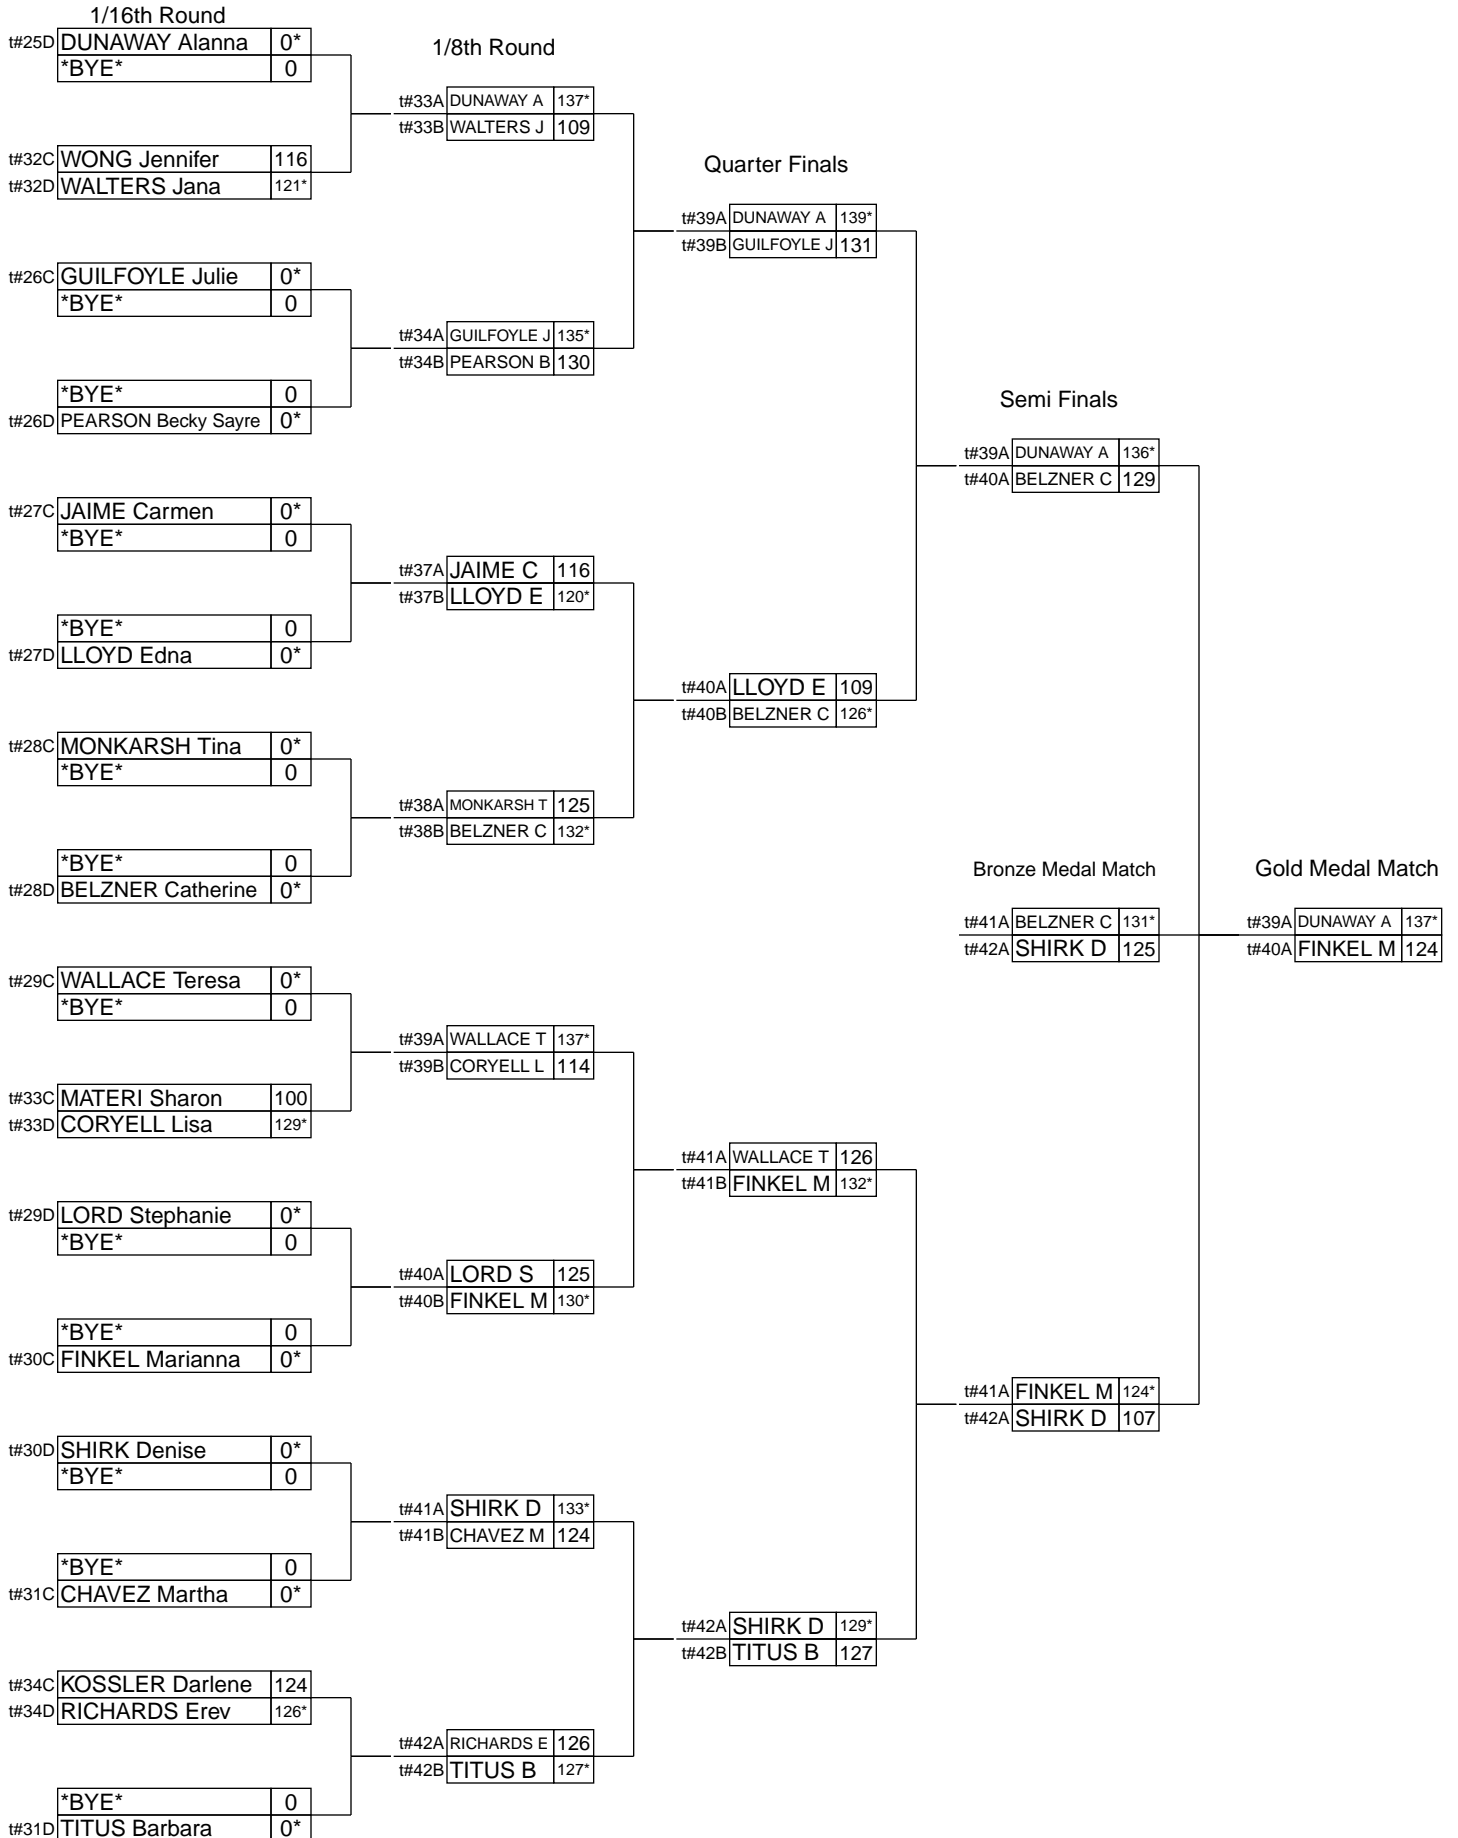 1/16th Round
t#25D DUNAWAY Alanna 0*
*BYE* 0
t#32C WONG Jennifer 116
t#32D WALTERS Jana 121*
t#26C GUILFOYLE Julie 0*
*BYE* 0
*BYE* 0
t#26D PEARSON Becky Sayre 0*
t#27C JAIME Carmen 0*
*BYE* 0
*BYE* 0
t#27D LLOYD Edna 0*
t#28C MONKARSH Tina 0*
*BYE* 0
*BYE* 0
t#28D BELZNER Catherine 0*
t#29C WALLACE Teresa 0*
*BYE* 0
t#33C MATERI Sharon 100
t#33D CORYELL Lisa 129*
t#29D LORD Stephanie 0*
*BYE* 0
*BYE* 0
t#30C FINKEL Marianna 0*
t#30D SHIRK Denise 0*
*BYE* 0
*BYE* 0
t#31C CHAVEZ Martha 0*
t#34C KOSSLER Darlene 124
t#34D RICHARDS Erev 126*
*BYE* 0
t#31D TITUS Barbara 0*
1/8th Round
t#33A DUNAWAY A 137*
t#33B WALTERS J 109
t#34A GUILFOYLE J 135*
t#34B PEARSON B 130
t#37A JAIME C 116
t#37B LLOYD E 120*
t#38A MONKARSH T 125
t#38B BELZNER C 132*
t#39A WALLACE T 137*
t#39B CORYELL L 114
t#40A LORD S 125
t#40B FINKEL M 130*
t#41A SHIRK D 133*
t#41B CHAVEZ M 124
t#42A RICHARDS E 126
t#42B TITUS B 127*
Quarter Finals
t#39A DUNAWAY A 139*
t#39B GUILFOYLE J 131
t#40A LLOYD E 109
t#40B BELZNER C 126*
t#41A WALLACE T 126
t#41B FINKEL M 132*
t#42A SHIRK D 129*
t#42B TITUS B 127
Semi Finals
t#39A DUNAWAY A 136*
t#40A BELZNER C 129
t#41A FINKEL M 124*
t#42A SHIRK D 107
Bronze Medal Match
t#41A BELZNER C 131*
t#42A SHIRK D 125
Gold Medal Match
t#39A DUNAWAY A 137*
t#40A FINKEL M 124